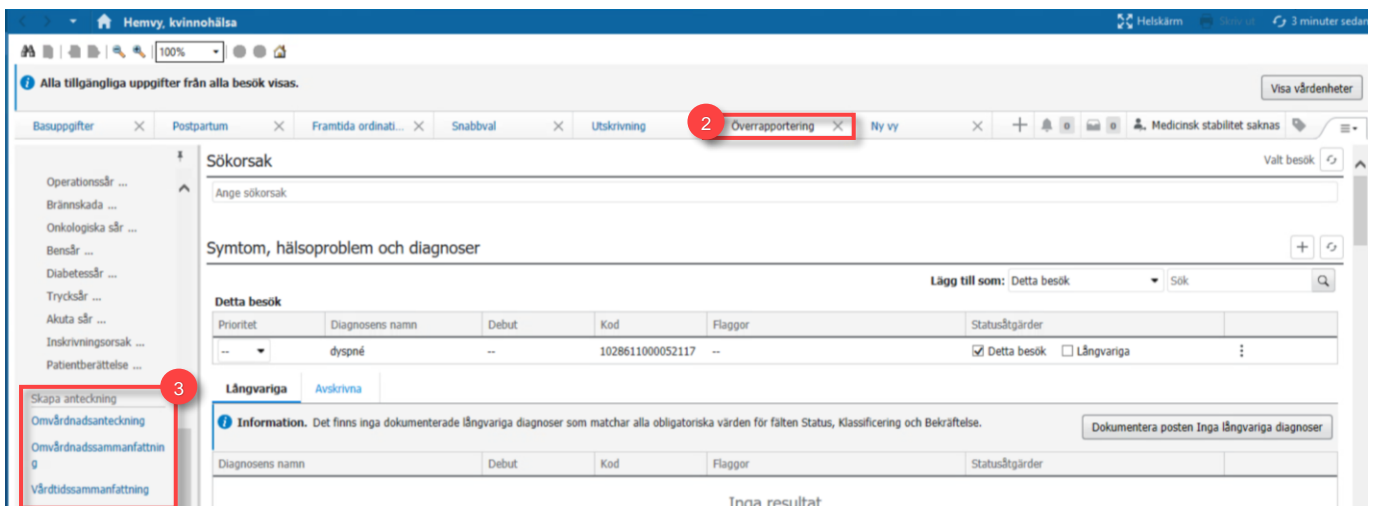 Hemvy, kvinnohälsa
Helskärm Skriv ut 3 minuter sedan
100%
Alla tillgängliga uppgifter från alla besök visas.
Visa vårdenheter
Basuppgifter Postpartum Framtida ordinati... Snabbval Utskrivning 2 Överrapportering Ny vy 0 0 Medicinsk stabilitet saknas
Sökorsak
Valt besök
Ange sökorsak
Operationssår ...
Brännskada ...
Onkologiska sår ...
Bensår ...
Diabetessår ...
Trycksår ...
Akuta sår ...
Inskrivningsorsak ...
Patientberättelse ...
3
Skapa anteckning
Omvårdnadsanteckning
Omvårdnadssammanfattnin
g
Vårdtidssammanfattning
Symtom, hälsoproblem och diagnoser
Lägg till som: Detta besök Sök
Detta besök
Prioritet Diagnosens namn Debut Kod Flaggor Statusåtgärder
-- dyspné -- 1028611000052117 -- Detta besök Långvariga
Långvariga Avskrivna
Information. Det finns inga dokumenterade långvariga diagnoser som matchar alla obligatoriska värden för fälten Status, Klassificering och Bekräftelse.
Dokumentera posten Inga långvariga diagnoser
Diagnosens namn Debut Kod Flaggor Statusåtgärder
Inga resultat